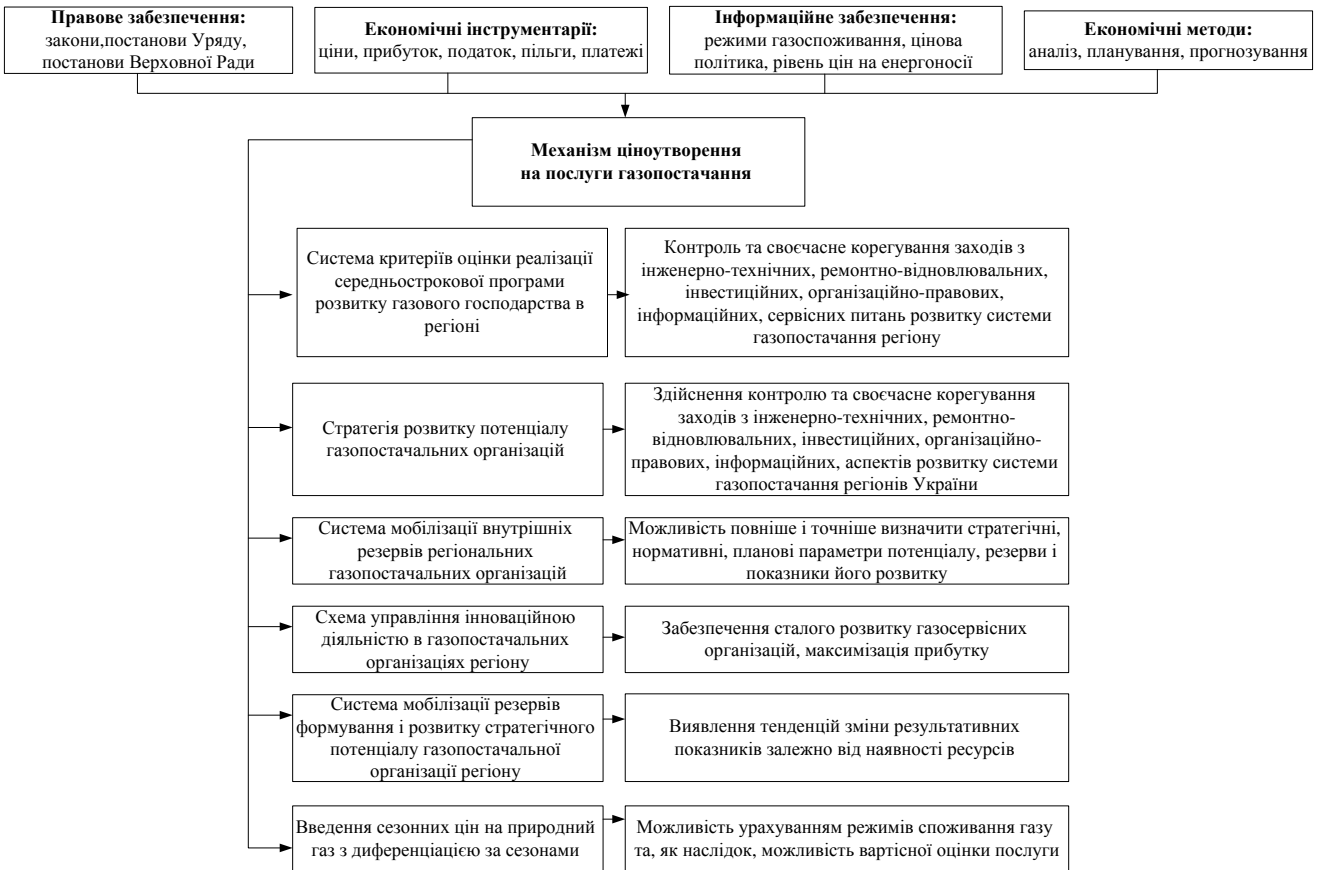 Правове забезпечення:
закони,постанови Уряду,
постанови Верховної Ради
Економічні інструментарії:
ціни, прибуток, податок, пільги, платежі
Інформаційне забезпечення:
режими газоспоживання, цінова
політика, рівень цін на енергоносії
Економічні методи:
аналіз, планування, прогнозування
Механізм ціноутворення
на послуги газопостачання
Система критеріїв оцінки реалізації
середньострокової програми
розвитку газового господарства в
регіоні
Контроль та своєчасне корегування заходів з
інженерно-технічних, ремонтно-відновлювальних,
інвестиційних, організаційно-правових,
інформаційних, сервісних питань розвитку системи
газопостачання регіону
Стратегія розвитку потенціалу
газопостачальних організацій
Здійснення контролю та своєчасне корегування
заходів з інженерно-технічних, ремонтно-
відновлювальних, інвестиційних, організаційно-
правових, інформаційних, аспектів розвитку системи
газопостачання регіонів України
Система мобілізації внутрішніх
резервів регіональних
газопостачальних організацій
Можливість повніше і точніше визначити стратегічні,
нормативні, планові параметри потенціалу, резерви і
показники його розвитку
Схема управління інноваційною
діяльністю в газопостачальних
організаціях регіону
Забезпечення сталого розвитку газосервісних
організацій, максимізація прибутку
Система мобілізації резервів
формування і розвитку стратегічного
потенціалу газопостачальної
організації регіону
Виявлення тенденцій зміни результативних
показників залежно від наявності ресурсів
Введення сезонних цін на природний
газ з диференціацією за сезонами
Можливість урахуванням режимів споживання газу
та, як наслідок, можливість вартісної оцінки послуги